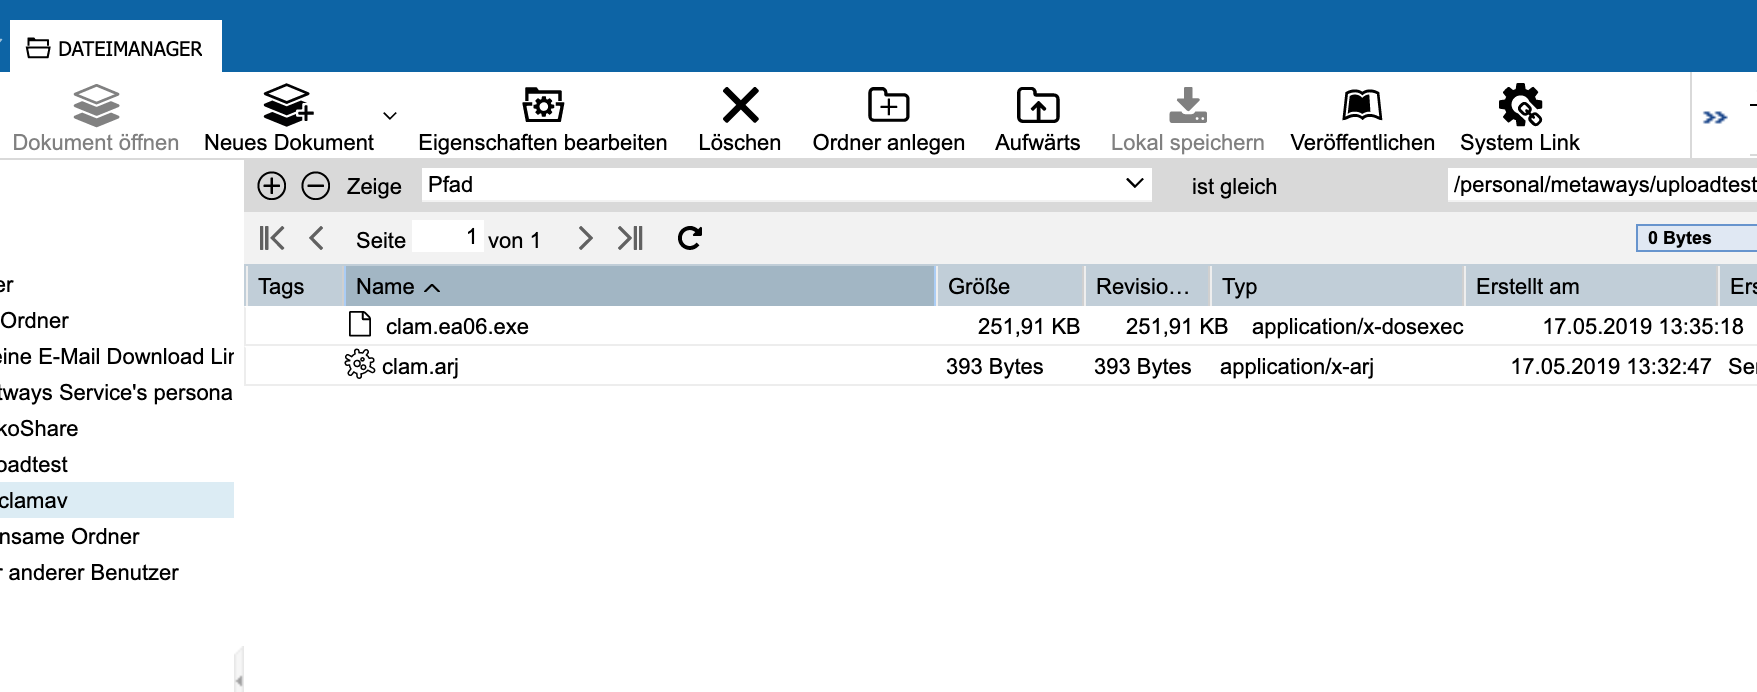 DATEIMANAGER
Dokument öffnen
Neues Dokument
Eigenschaften bearbeiten
Löschen
Ordner anlegen
Aufwärts
Lokal speichern
Veröffentlichen
System Link
Zeige
Pfad
ist gleich
/personal/metaways/uploadtest
Seite 1 von 1
0 Bytes
Tags Name Größe Revisio... Typ Erstellt am Ers
clam.ea06.exe 251,91 KB 251,91 KB application/x-dosexec 17.05.2019 13:35:18
clam.arj 393 Bytes 393 Bytes application/x-arj 17.05.2019 13:32:47 Ser
er
Ordner
eine E-Mail Download Lin
tways Service's persona
koShare
oadtest
clamav
nsame Ordner
r anderer Benutzer